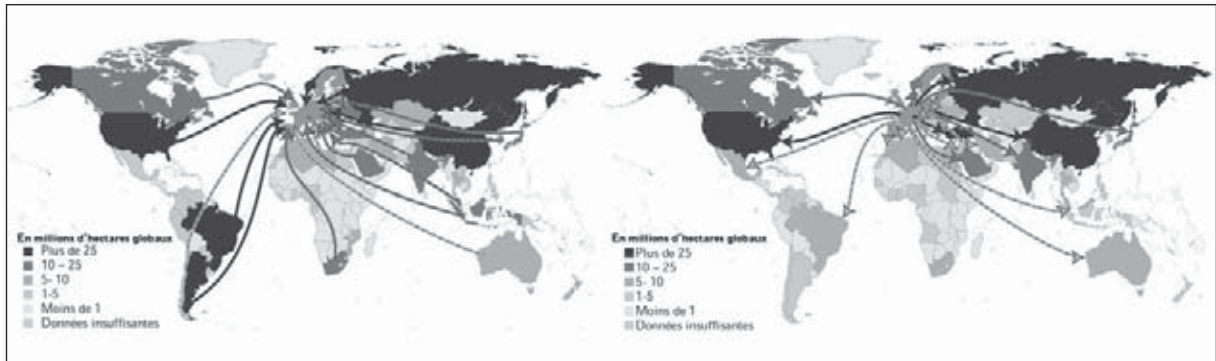 En millions d'hectares globaux
Plus de 25
10 – 25
5- 10
1-5
Moins de 1
Données insuffisantes
En millions d'hectares globaux
Plus de 25
10 – 25
5- 10
1-5
Moins de 1
Données insuffisantes